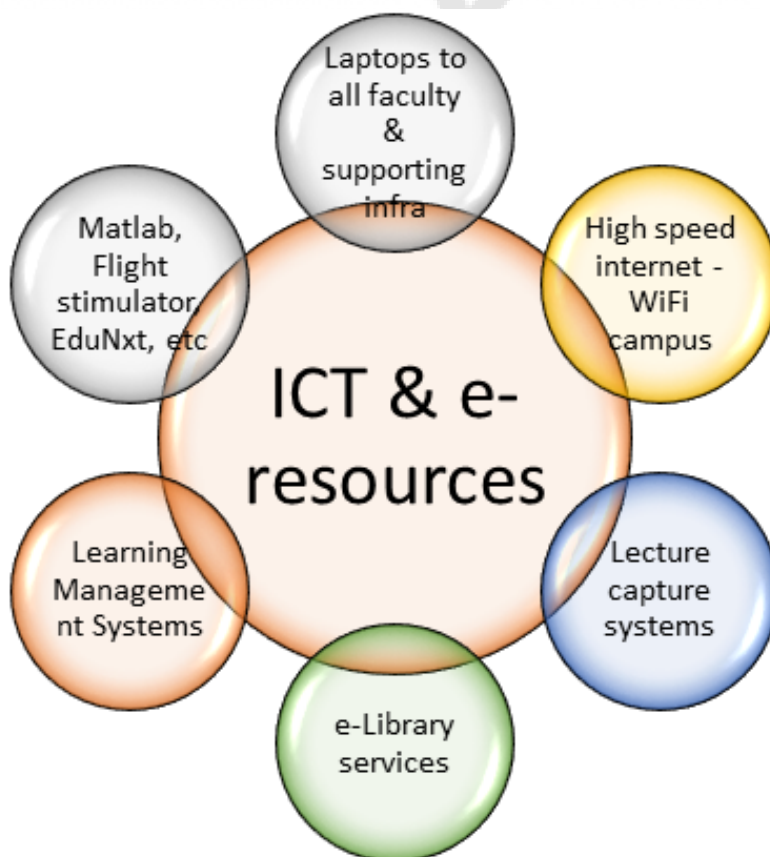 Laptops to
all faculty
&
supporting
infra
High speed
internet -
WiFi
campus
Lecture
capture
systems
e-Library
services
Learning
Manageme
nt Systems
Matlab,
Flight
stimulator,
EduNxt, etc
ICT & e-
resources